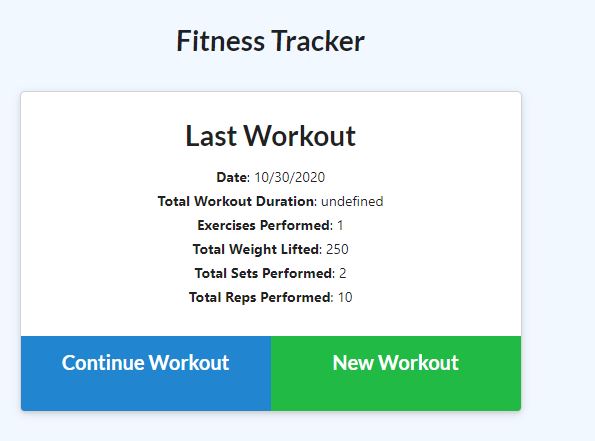 Fitness Tracker
Last Workout
Date: 10/30/2020
Total Workout Duration: undefined
Exercises Performed: 1
Total Weight Lifted: 250
Total Sets Performed: 2
Total Reps Performed: 10
Continue Workout
New Workout